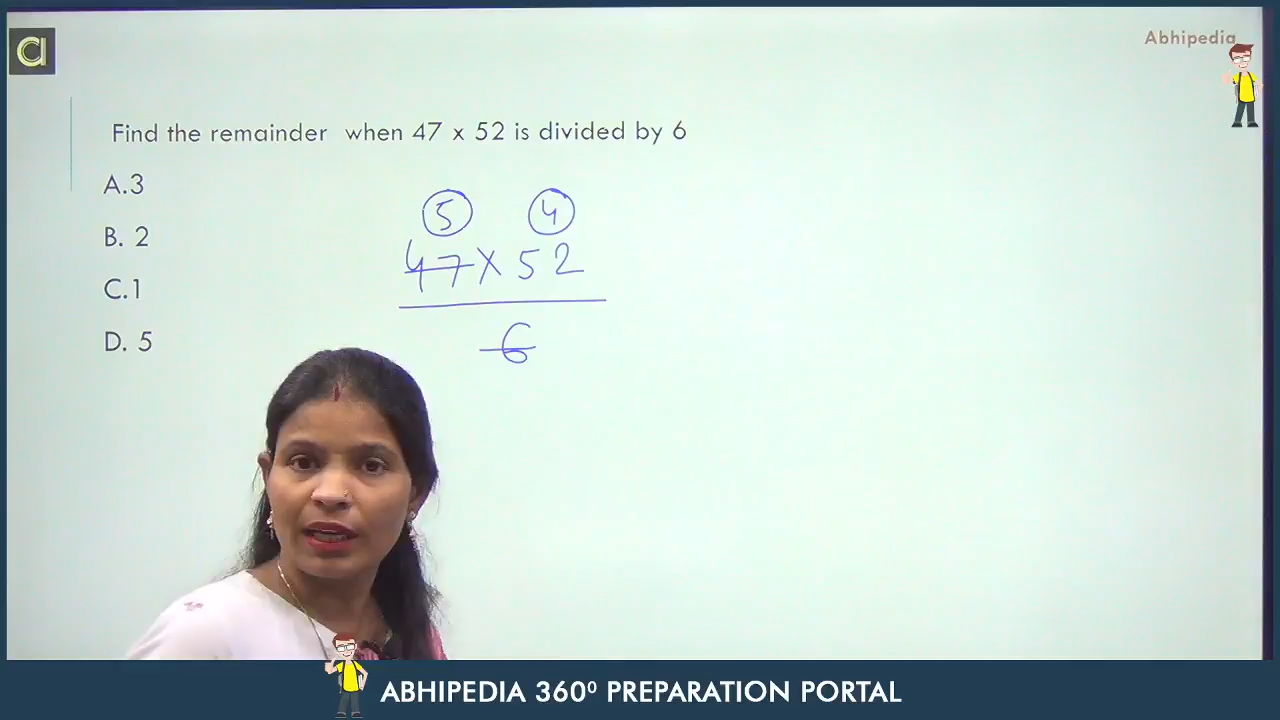 Abhipedia
Find the remainder when 47 x 52 is divided by 6
A.3
B. 2
C.1
D. 5
5 4
47 X 52
6
ABHIPEDIA 360⁰ PREPARATION PORTAL